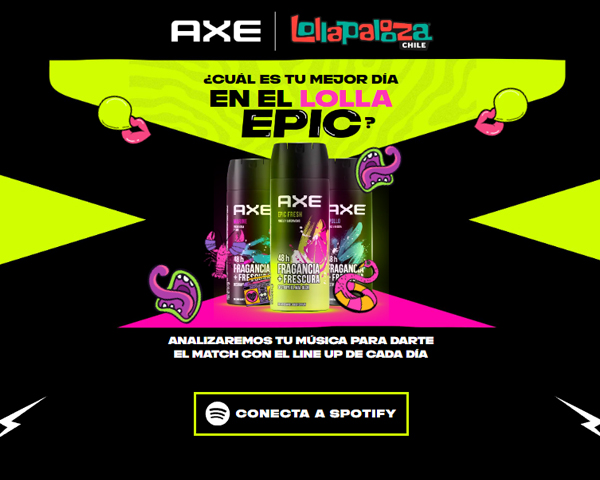 AXE
Lollapalooza
CHILE
¿CUÁL ES TU MEJOR DÍA
EN EL LOLLA
EPIC?
AXE
AXE
AXE
EPIC FRESH
48 h
FRAGANCIA
+ FRESCURA
48 h
FRAGANCIA
+ FRESCURA
48 h
FRAGANCIA
+ FRESCURA
ANALIZAREMOS TU MÚSICA PARA DARTE
EL MATCH CON EL LINE UP DE CADA DÍA
CONECTA A SPOTIFY